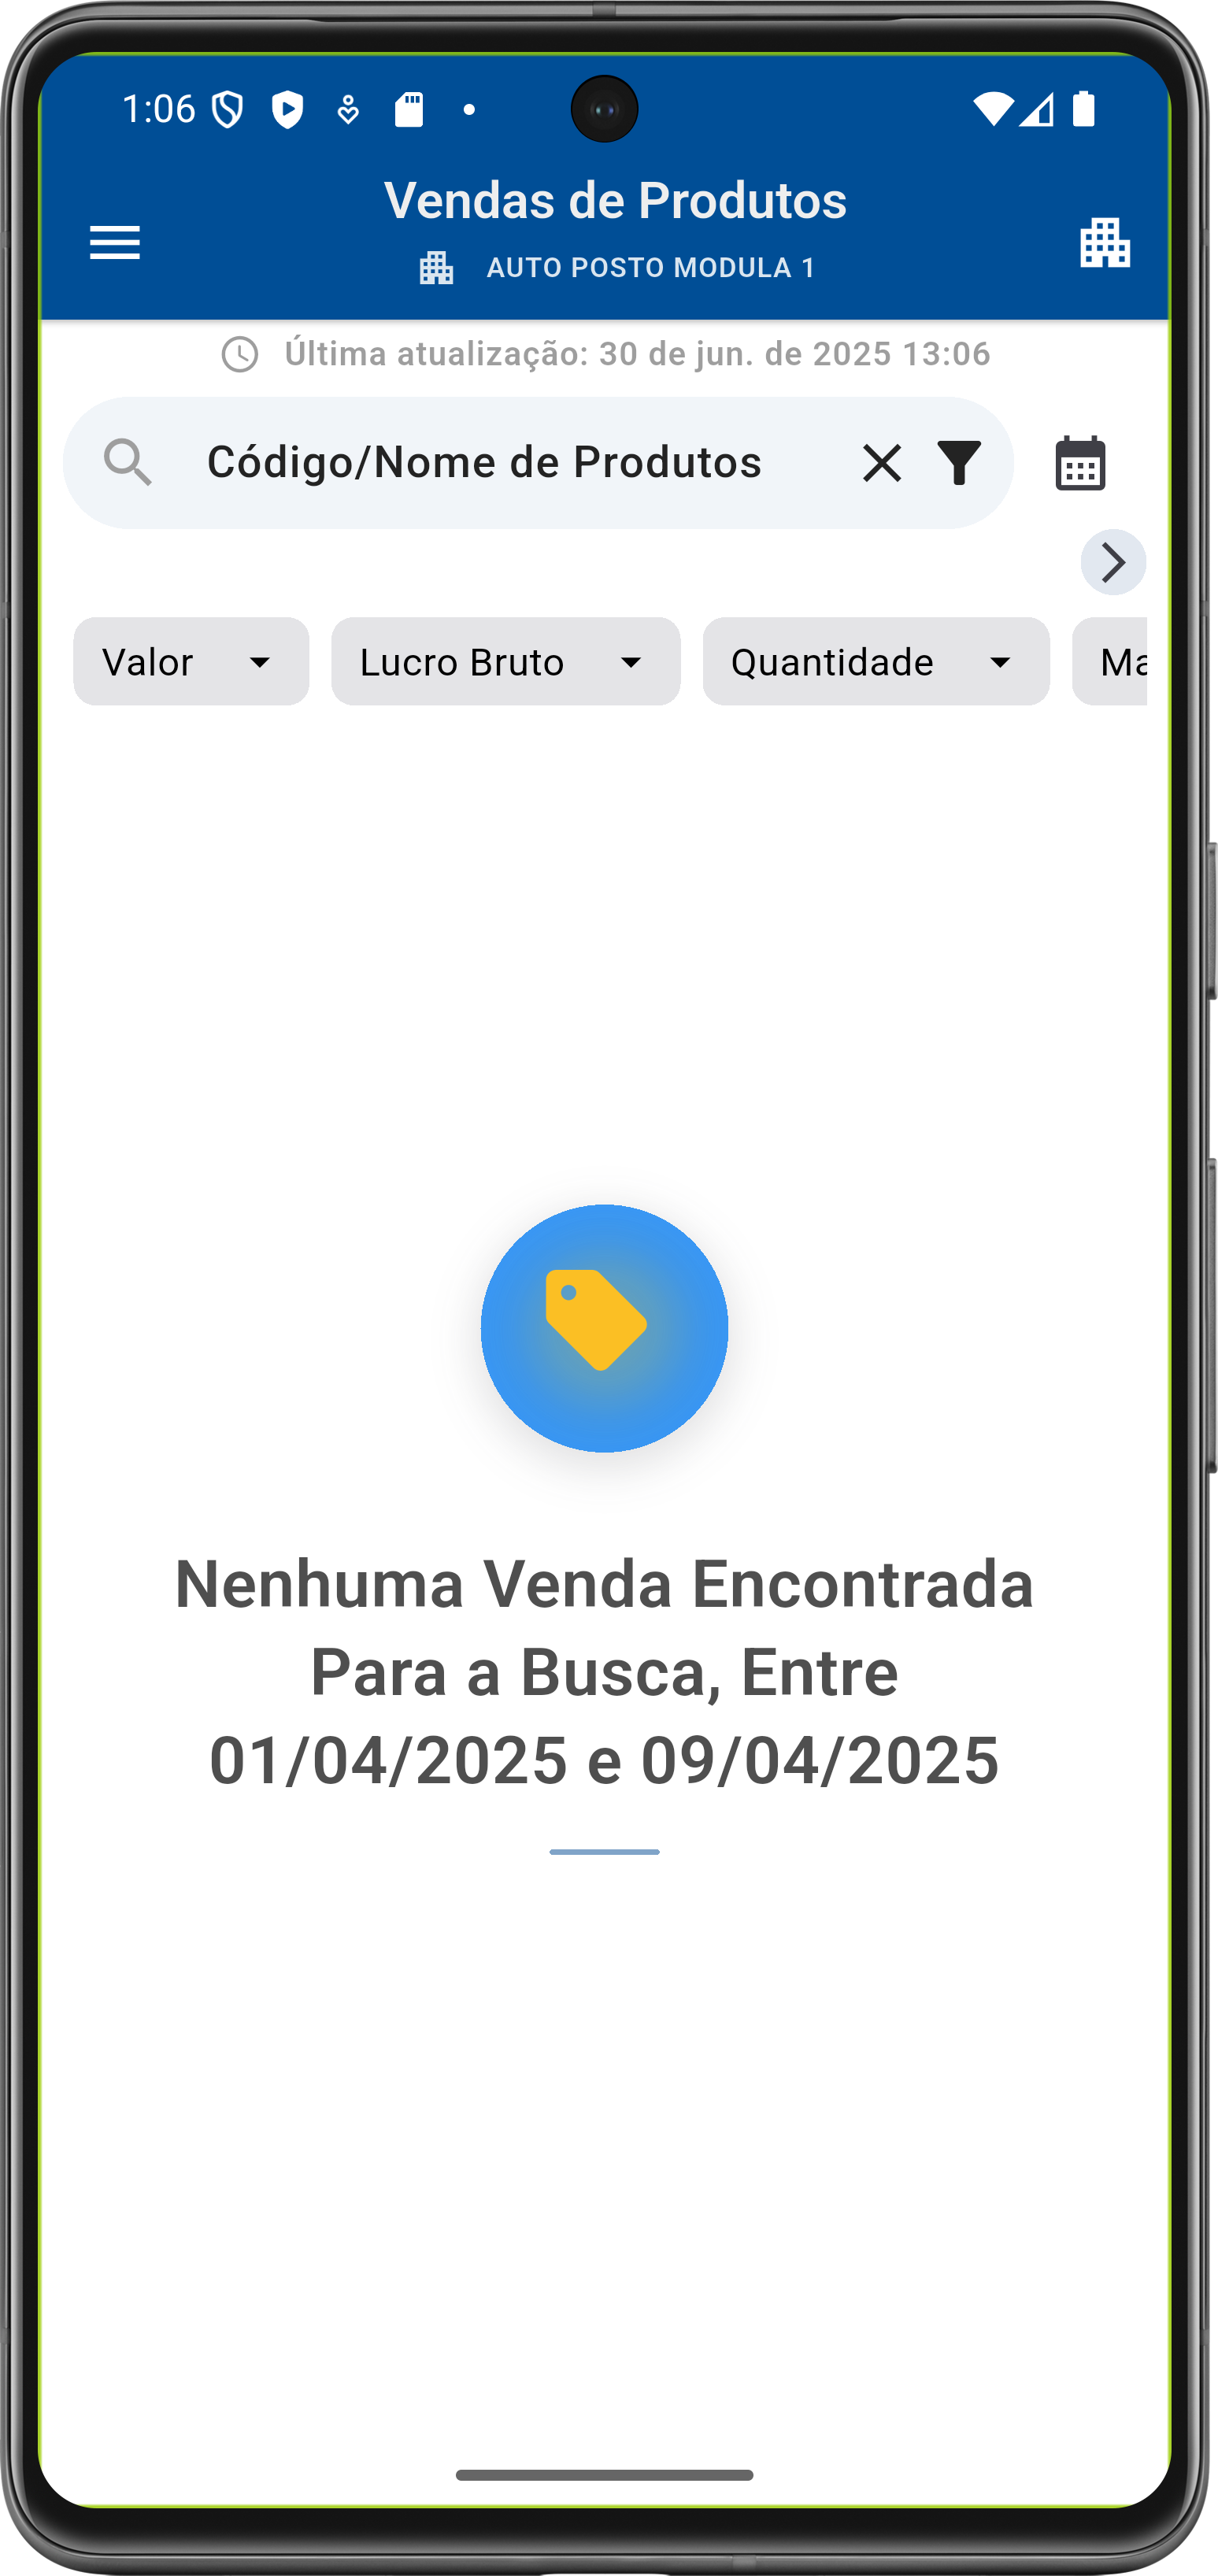 1:06
Vendas de Produtos
AUTO POSTO MODULA 1
Última atualização: 30 de jun. de 2025 13:06
Código/Nome de Produtos
Valor
Lucro Bruto
Quantidade
Nenhuma Venda Encontrada
Para a Busca, Entre
01/04/2025 e 09/04/2025